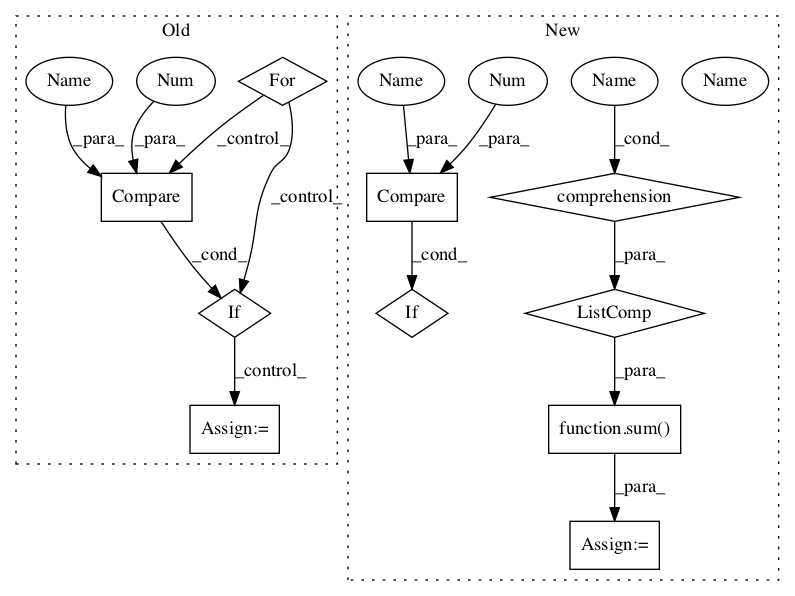 Old
New
Name
Num
For
Name
Num
Name
Name
_para_
_para_
_control_
_para_
_para_
_cond_
Compare
_control_
Compare
comprehension
_cond_
_cond_
_para_
If
If
ListComp
_control_
_para_
Assign:=
function.sum()
_para_
Assign:=